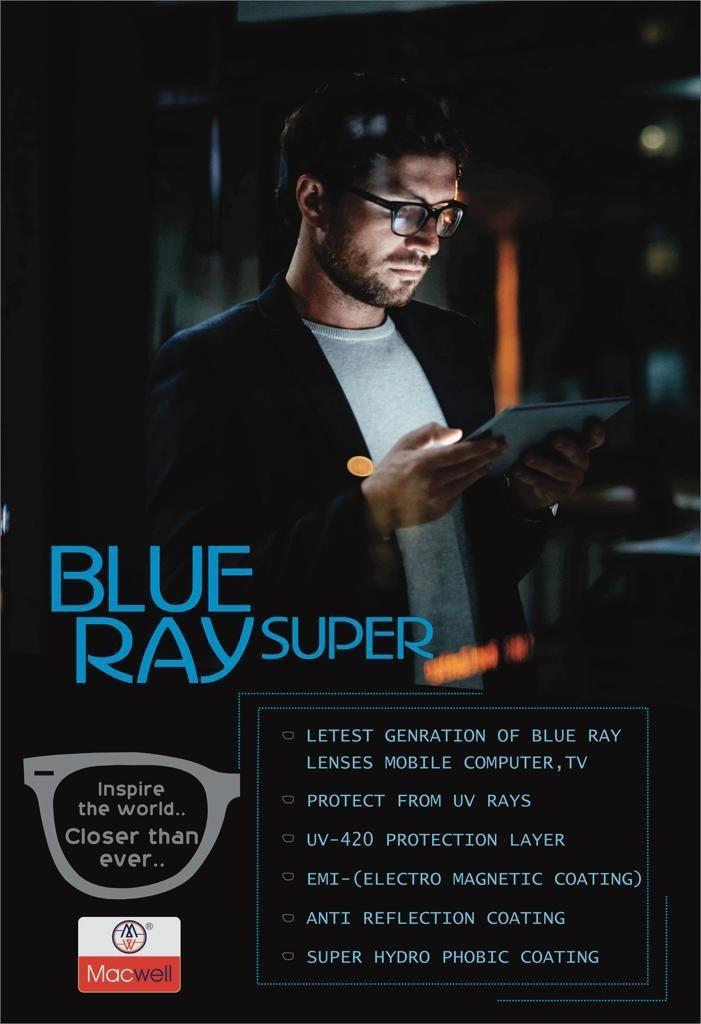 BLUE
RAY SUPER
LETEST GENRATION OF BLUE RAY
LENSES MOBILE COMPUTER,TV
PROTECT FROM UV RAYS
UV-420 PROTECTION LAYER
EMI-(ELECTRO MAGNETIC COATING)
ANTI REFLECTION COATING
SUPER HYDRO PHOBIC COATING
Inspire
the world..
Closer than
ever..
MW®
Macwell